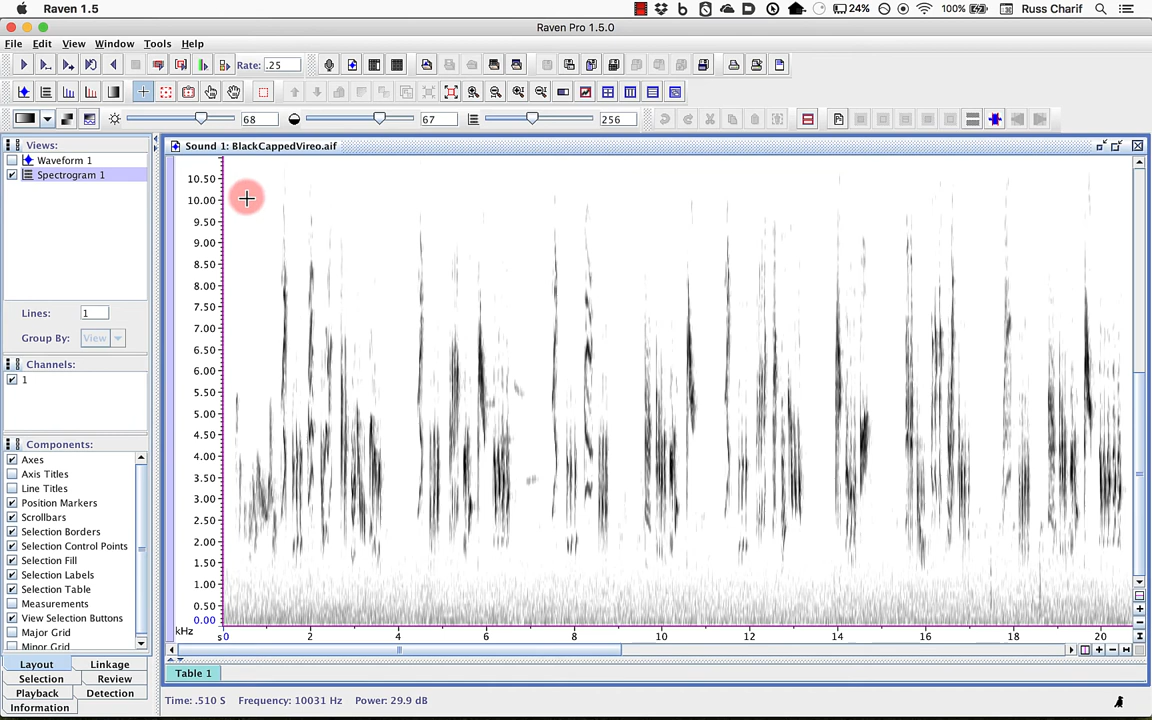 Raven 1.5
24%
100%
Russ Charif
Raven Pro 1.5.0
File Edit View Window Tools Help
Rate: .25
68
67
256
Views:
Waveform 1
Spectrogram 1
Lines: 1
Group By: View
Channels:
1
Components:
Axes
Axis Titles
Line Titles
Position Markers
Scrollbars
Selection Borders
Selection Control Points
Selection Fill
Selection Labels
Selection Table
Measurements
View Selection Buttons
Major Grid
Minor Grid
Layout Linkage
Selection Review
Playback Detection
Information
Sound 1: BlackCappedVireo.aif
10.50
10.00
9.50
9.00
8.50
8.00
7.50
7.00
6.50
6.00
5.50
5.00
4.50
4.00
3.50
3.00
2.50
2.00
1.50
1.00
0.50
0.00
kHz
s 0 2 4 6 8 10 12 14 16 18 20
Table 1
Time: .510 S Frequency: 10031 Hz Power: 29.9 dB